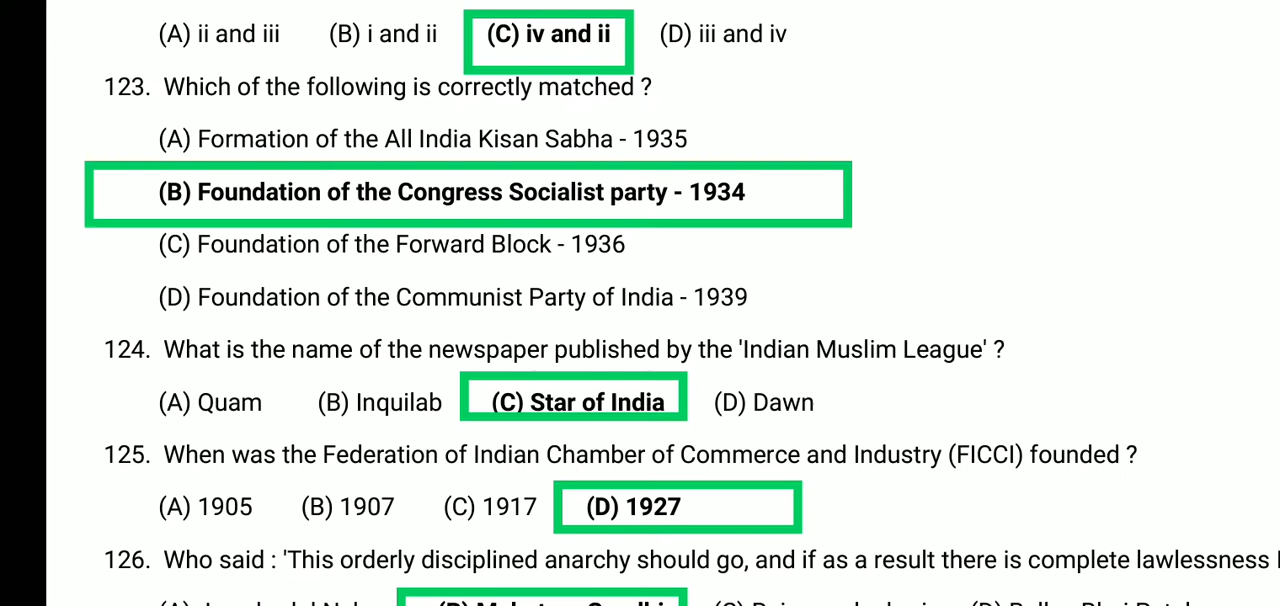 (A) ii and iii (B) i and ii (C) iv and ii (D) iii and iv
123. Which of the following is correctly matched ?
(A) Formation of the All India Kisan Sabha - 1935
(B) Foundation of the Congress Socialist party - 1934
(C) Foundation of the Forward Block - 1936
(D) Foundation of the Communist Party of India - 1939
124. What is the name of the newspaper published by the 'Indian Muslim League' ?
(A) Quam (B) Inquilab (C) Star of India (D) Dawn
125. When was the Federation of Indian Chamber of Commerce and Industry (FICCI) founded ?
(A) 1905 (B) 1907 (C) 1917 (D) 1927
126. Who said : 'This orderly disciplined anarchy should go, and if as a result there is complete lawlessness